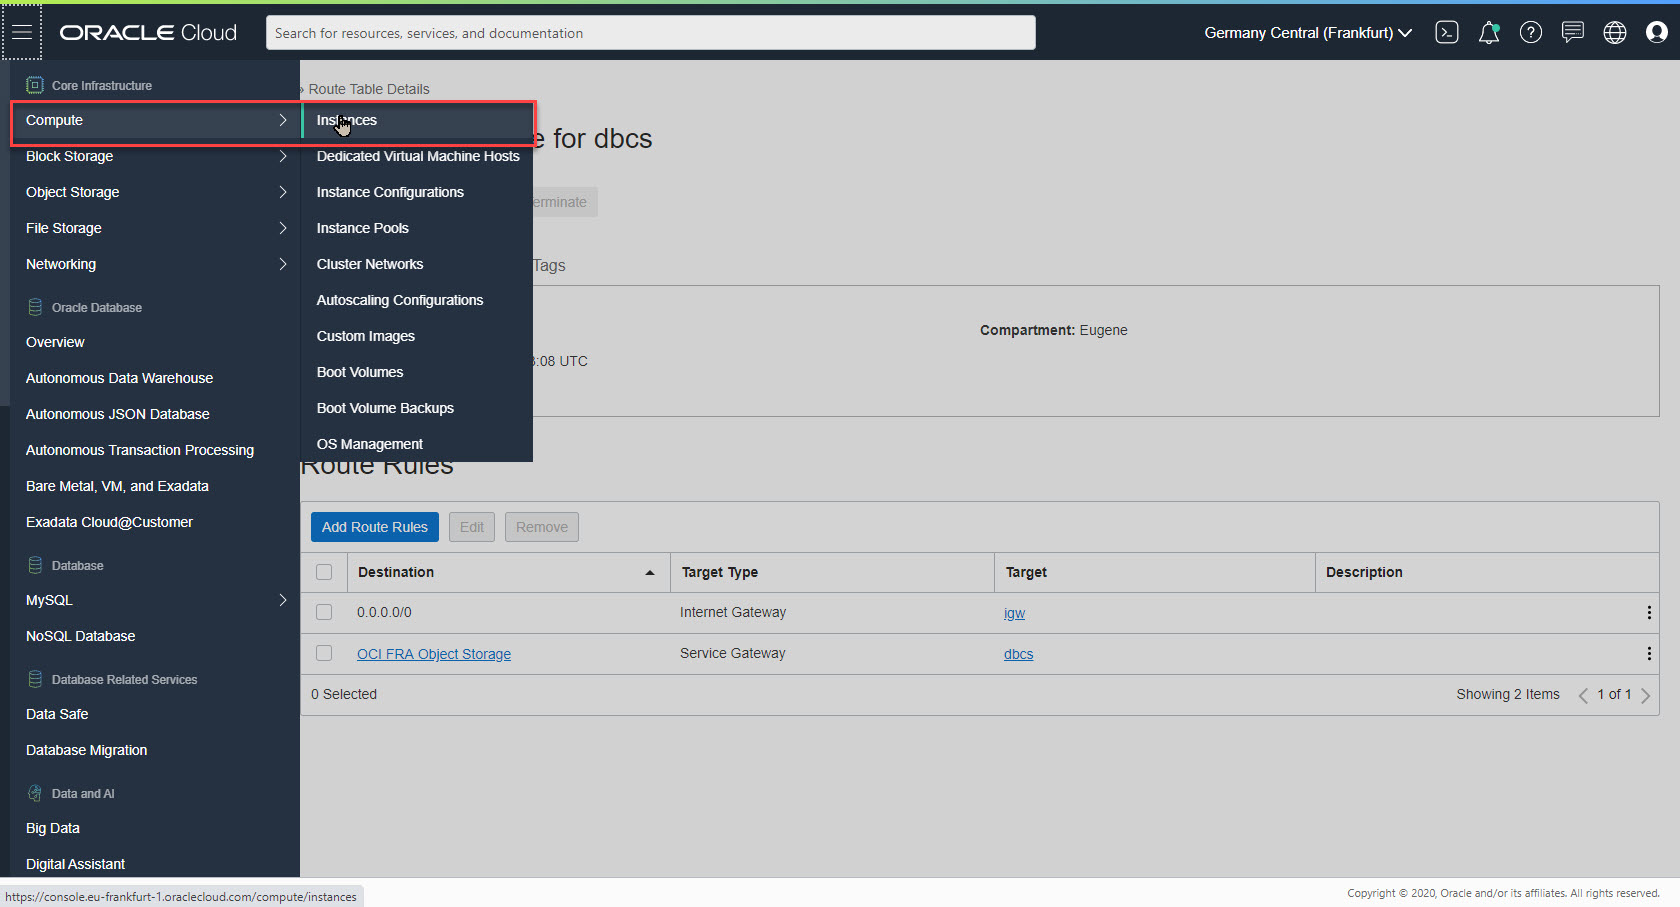 ORACLE Cloud
Search for resources, services, and documentation
Germany Central (Frankfurt)
Core Infrastructure
Compute
Block Storage
Object Storage
File Storage
Networking
Oracle Database
Overview
Autonomous Data Warehouse
Autonomous JSON Database
Autonomous Transaction Processing
Bare Metal, VM, and Exadata
Exadata Cloud@Customer
Database
MySQL
NoSQL Database
Database Related Services
Data Safe
Database Migration
Data and AI
Big Data
Digital Assistant
Instances
Dedicated Virtual Machine Hosts
Instance Configurations
Instance Pools
Cluster Networks
Autoscaling Configurations
Custom Images
Boot Volumes
Boot Volume Backups
OS Management
» Route Table Details
e for dbcs
erminate
Tags
Compartment: Eugene
:08 UTC
Route Rules
Add Route Rules Edit Remove
Destination Target Type Target Description
0.0.0.0/0 Internet Gateway igw
OCI FRA Object Storage Service Gateway dbcs
0 Selected Showing 2 Items 1 of 1
https://console.eu-frankfurt-1.oraclecloud.com/compute/instances
Copyright © 2020, Oracle and/or its affiliates. All rights reserved.